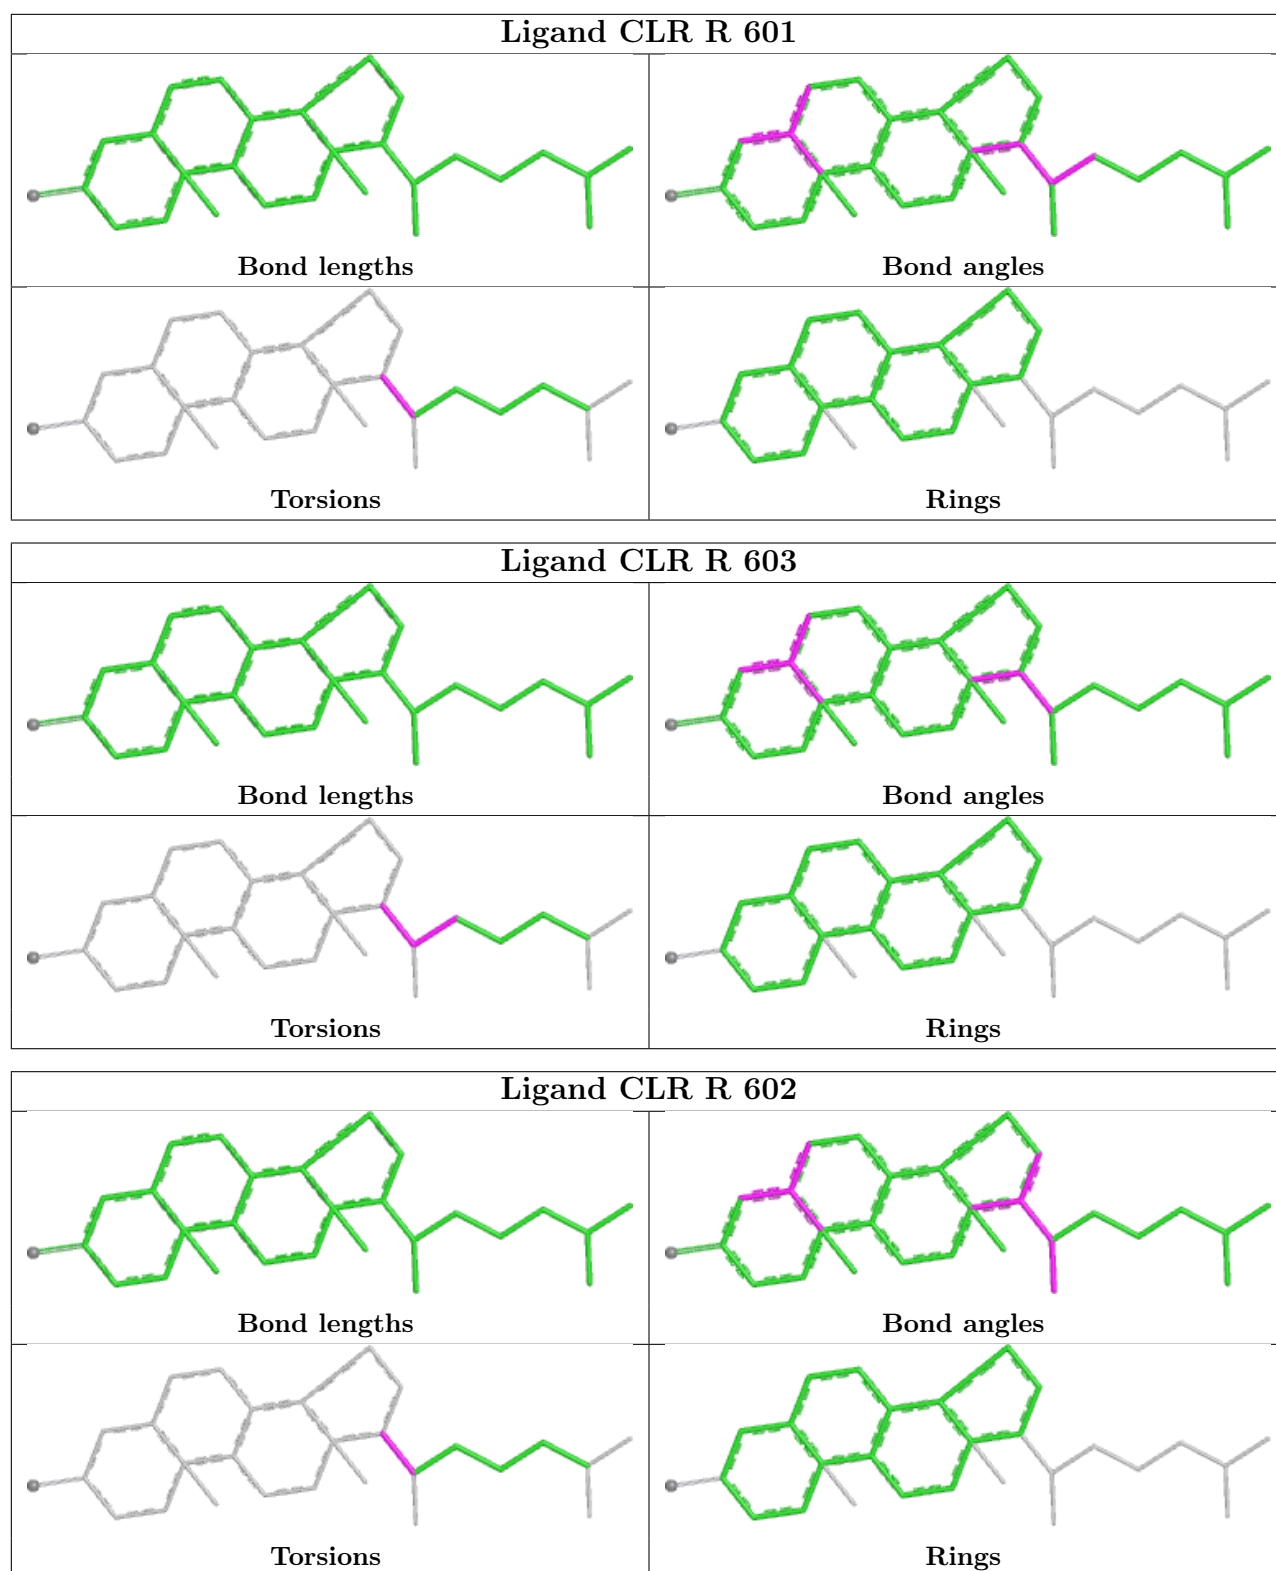 Ligand CLR R 601
Bond lengths
Bond angles
Torsions
Rings
Ligand CLR R 603
Bond lengths
Bond angles
Torsions
Rings
Ligand CLR R 602
Bond lengths
Bond angles
Torsions
Rings